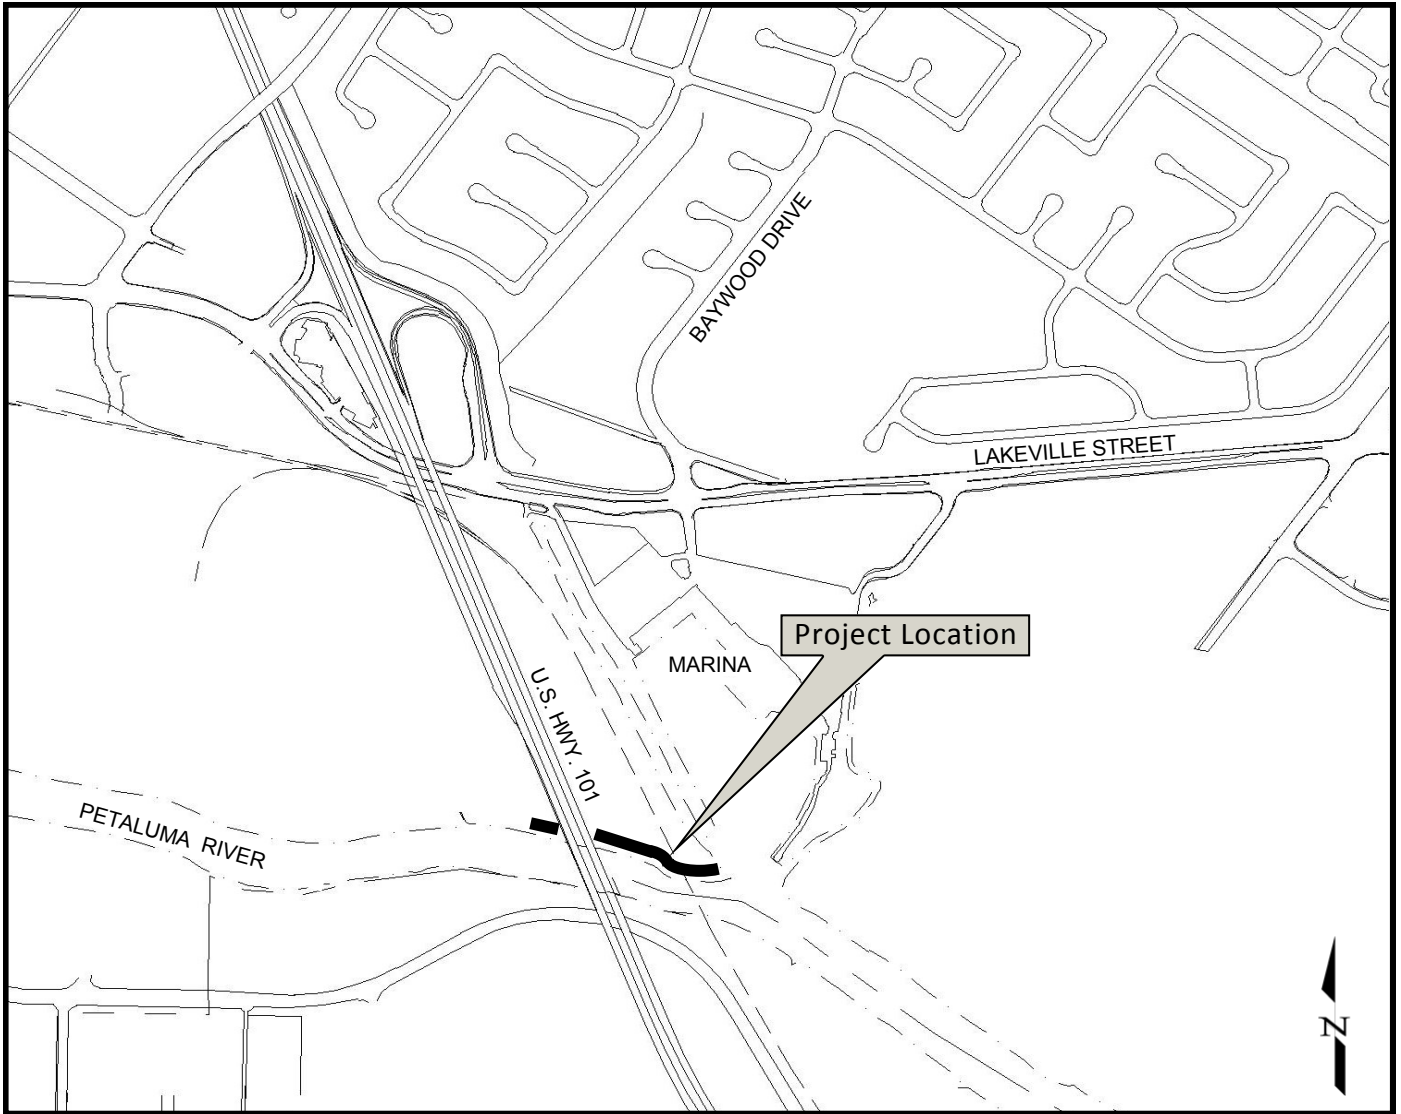 BAYWOOD DRIVE
LAKEVILLE STREET
Project Location
MARINA
U.S. HWY. 101
PETALUMA RIVER
N